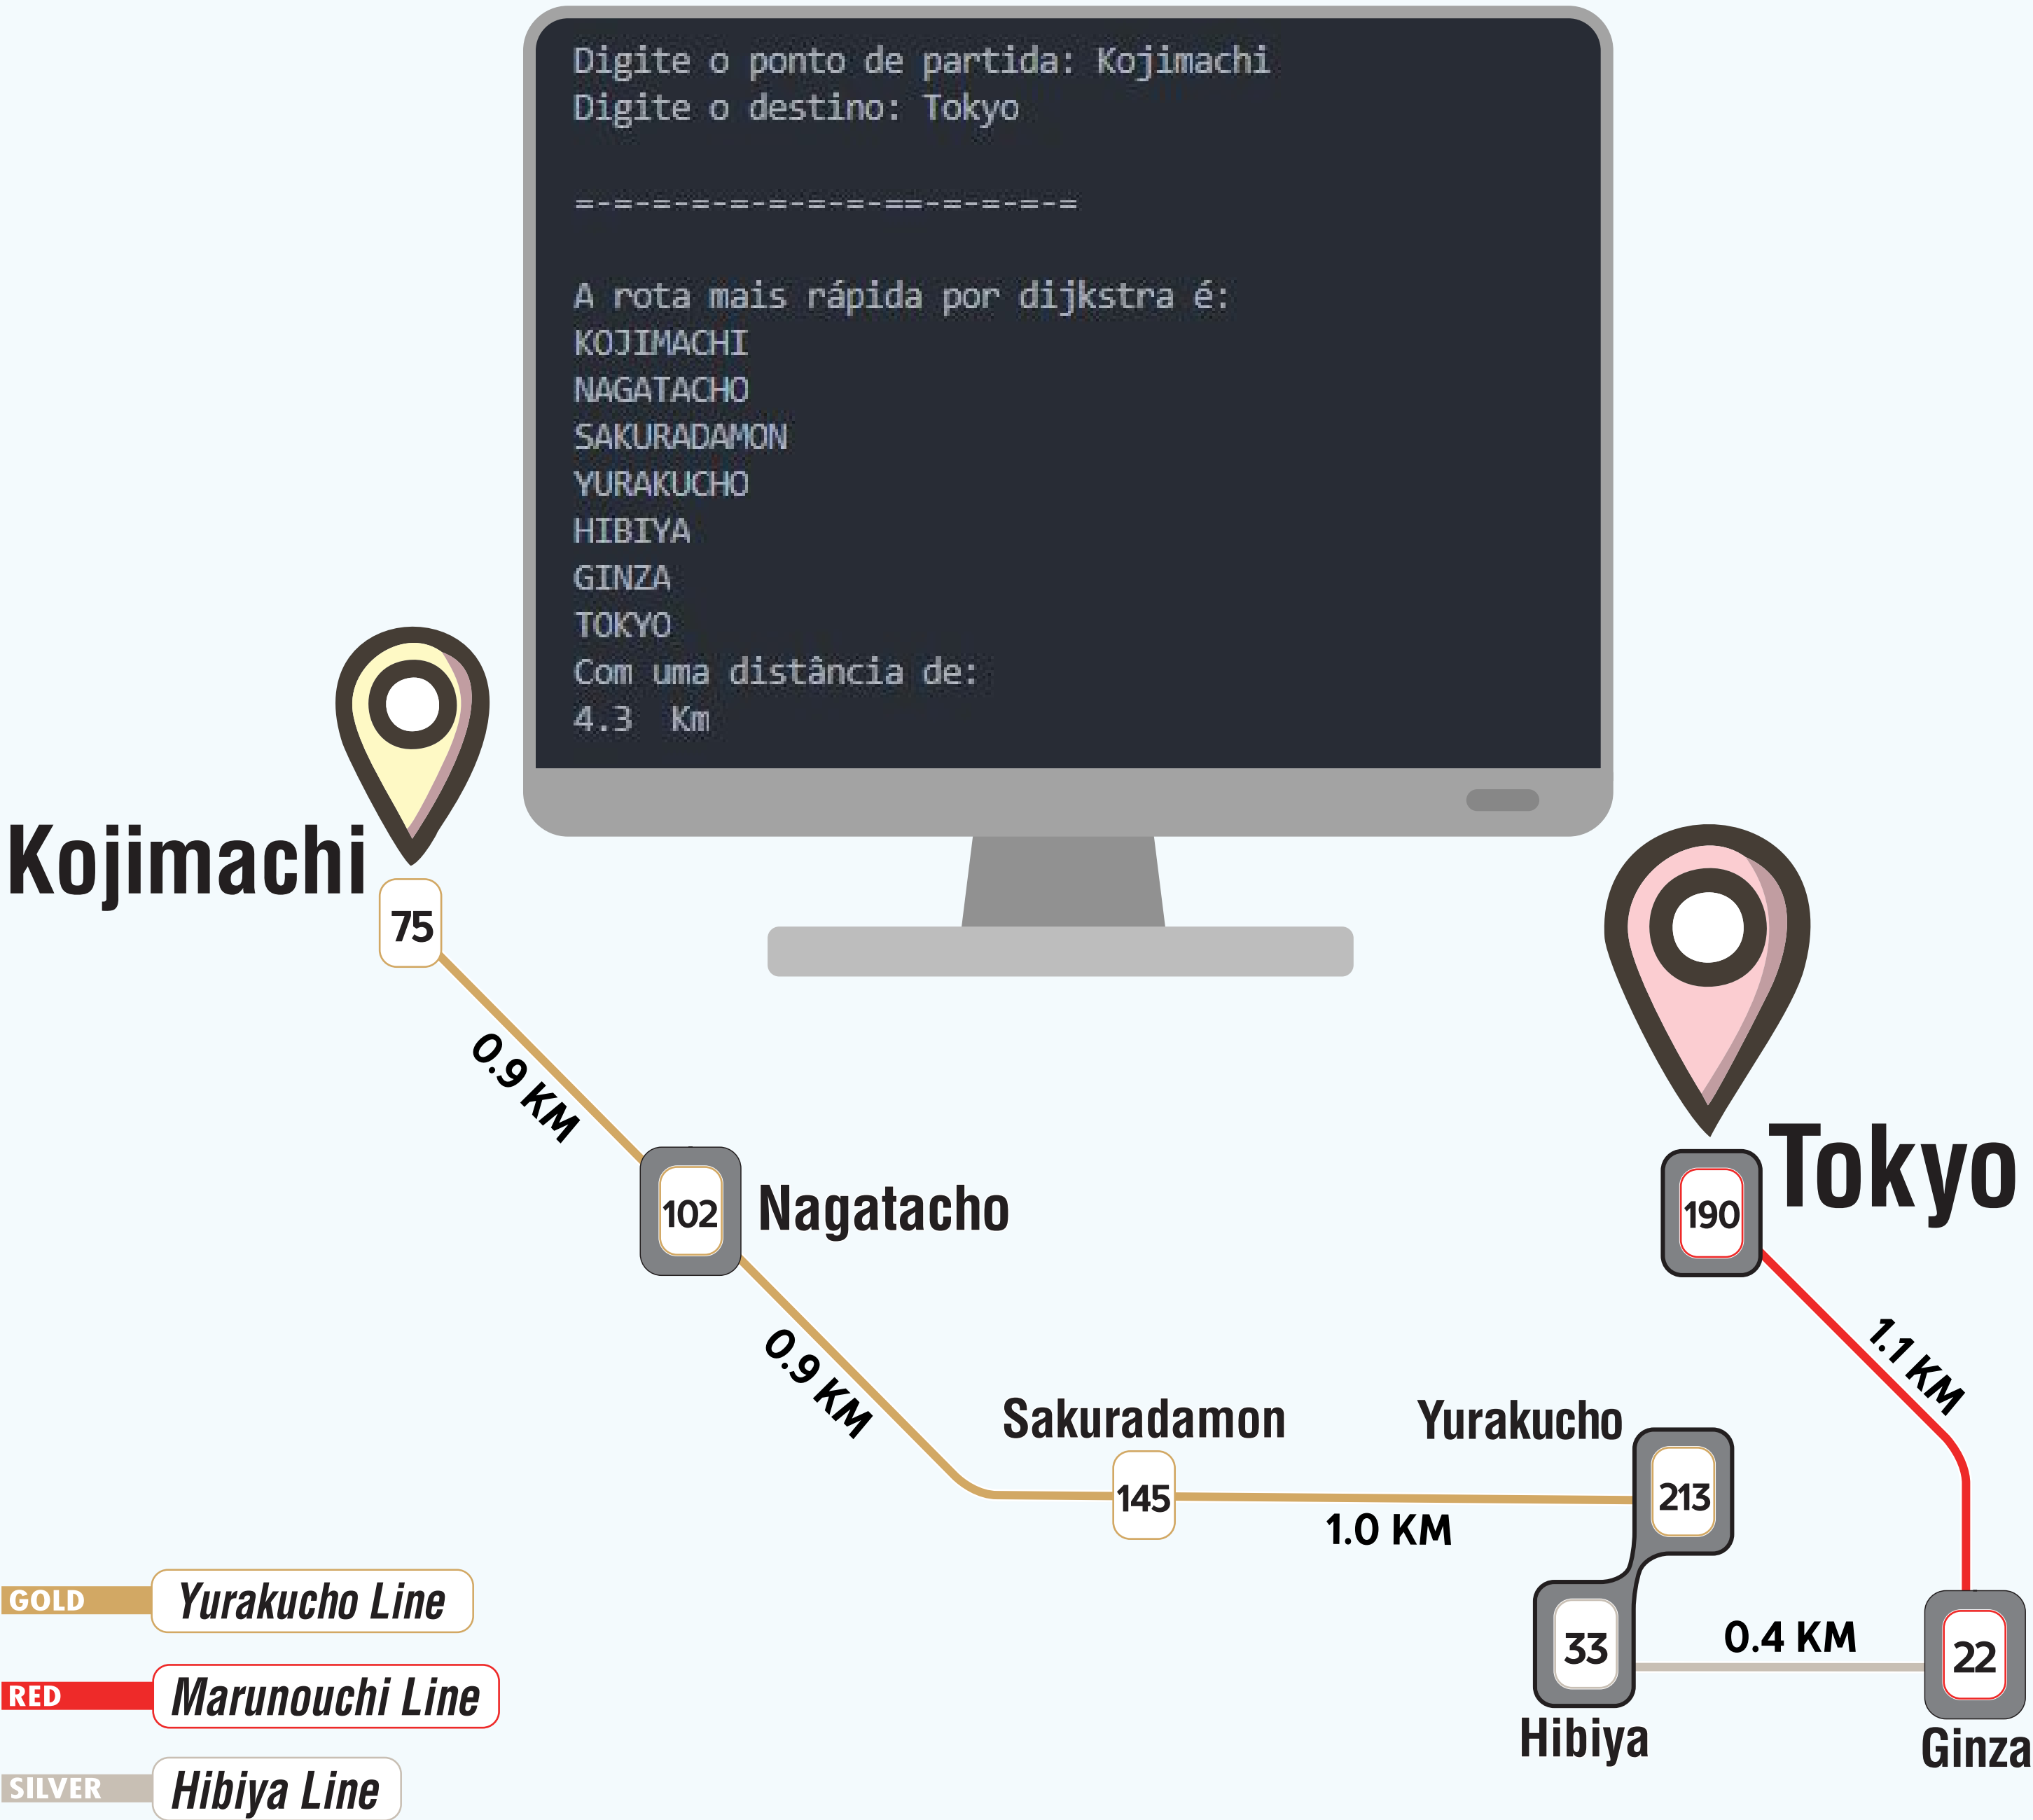 Digite o ponto de partida: Kojimachi
Digite o destino: Tokyo
=-=-=-=-=-=-=-=-==-=-=-=-=
A rota mais rápida por dijkstra é:
KOJIMACHI
NAGATACHO
SAKURADAMON
YURAKUCHO
HIBIYA
GINZA
TOKYO
Com uma distância de:
4.3  Km
Kojimachi
75
0.9 KM
102
Nagatacho
Tokyo
190
0.9 KM
1.1 KM
Sakuradamon
145
Yurakucho
213
1.0 KM
33
Hibiya
0.4 KM
22
Ginza
GOLD
Yurakucho Line
RED
Marunouchi Line
SILVER
Hibiya Line